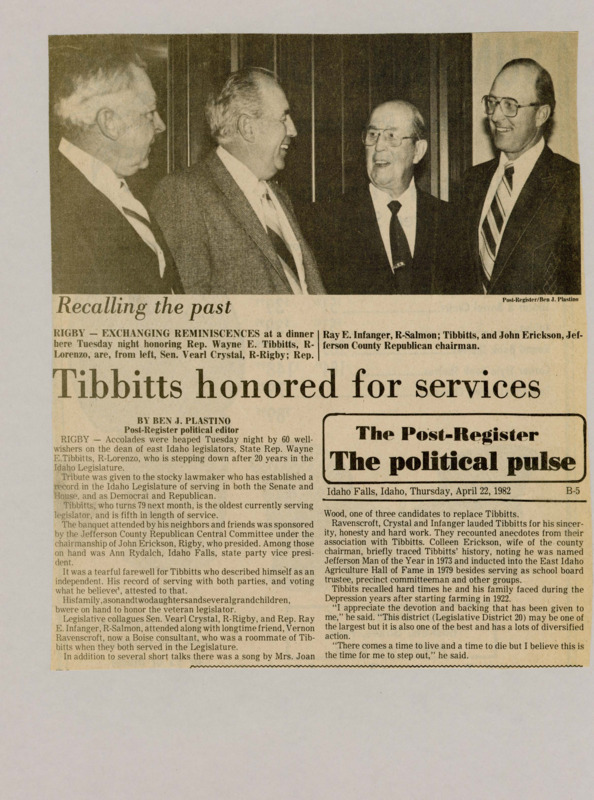 Post-Register/Ben J. Plastino
Recalling the past
RIGBY — EXCHANGING REMINISCENCES at a dinner
here Tuesday night honoring Rep. Wayne E. Tibbitts, R-
Lorenzo, are, from left, Sen. Vearl Crystal, R-Rigby; Rep.
Ray E. Infanger, R-Salmon; Tibbitts, and John Erickson, Jef-
ferson County Republican chairman.
Tibbitts honored for services
BY BEN J. PLASTINO
Post-Register political editor
RIGBY — Accolades were heaped Tuesday night by 60 well-
wishers on the dean of east Idaho legislators, State Rep. Wayne
E. Tibbitts, R-Lorenzo, who is stepping down after 20 years in the
Idaho Legislature.
Tribute was given to the stocky lawmaker who has established a
record in the Idaho Legislature of serving in both the Senate and
House, and as Democrat and Republican.
Tibbitts, who turns 79 next month, is the oldest currently serving
legislator, and is fifth in length of service.
The banquet attended by his neighbors and friends was sponsored
by the Jefferson County Republican Central Committee under the
chairmanship of John Erickson, Rigby, who presided. Among those
on hand was Ann Rydalch, Idaho Falls, state party vice presi-
dent.
It was a tearful farewell for Tibbitts who described himself as an
independent. His record of serving with both parties, and voting
what he believe', attested to that.
Hisfamily,asonandtwodaughtersandseveralgrandchildren,
bwere on hand to honor the veteran legislator.
Legislative collagues Sen. Vearl Crystal, R-Rigby, and Rep. Ray
E. Infanger, R-Salmon, attended along with longtime friend, Vernon
Ravenscroft, now a Boise consultant, who was a roommate of Tib-
bitts when they both served in the Legislature.
In addition to several short talks there was a song by Mrs. Joan
The Post-Register
The political pulse
Idaho Falls, Idaho, Thursday, April 22, 1982 B-5
Wood, one of three candidates to replace Tibbitts.
Ravenscroft, Crystal and Infanger lauded Tibbitts for his sincer-
ity, honesty and hard work. They recounted anecdotes from their
association with Tibbitts. Colleen Erickson, wife of the county
chairman, briefly traced Tibbitts' history, noting he was named
Jefferson Man of the Year in 1973 and inducted into the East Idaho
Agriculture Hall of Fame in 1979 besides serving as school board
trustee, precinct committeeman and other groups.
Tibbitts recalled hard times he and his family faced during the
Depression years after starting farming in 1922.
"I appreciate the devotion and backing that has been given to
me," he said. "This district (Legislative District 20) may be one of
the largest but it is also one of the best and has a lots of diversified
action.
"There comes a time to live and a time to die but I believe this is
the time for me to step out," he said.